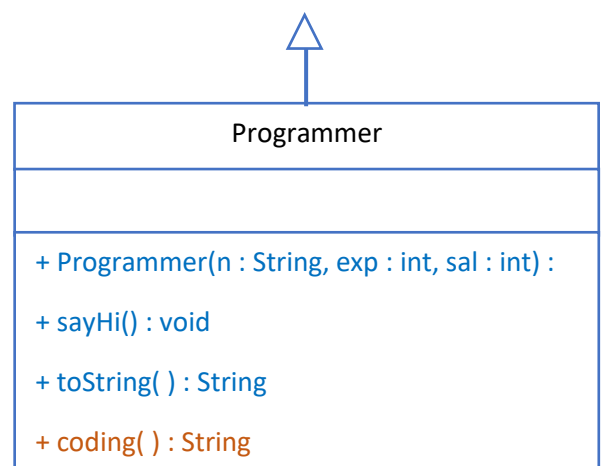 Programmer
+ Programmer(n : String, exp : int, sal : int) :
+ sayHi() : void
+ toString( ) : String
+ coding( ) : String